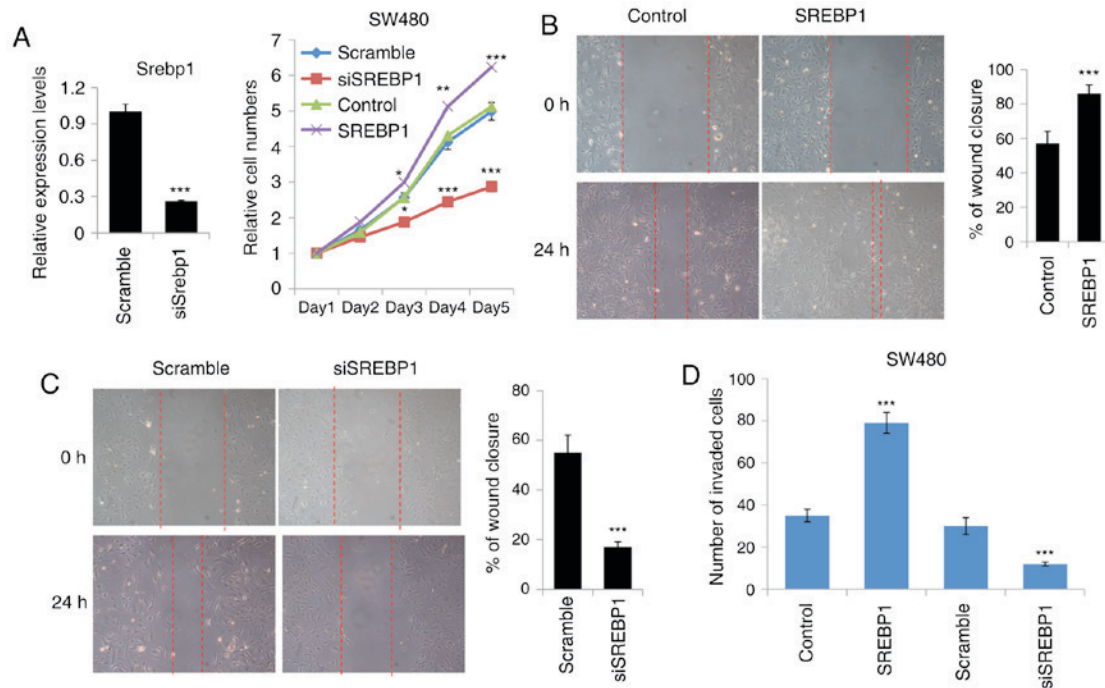 A
Srebp1
Relative expression levels
1.2
0.9
0.6
0.3
0
***
Scramble
siSrebp1
SW480
Relative cell numbers
7
6
5
4
3
2
1
0
Scramble
siSREBP1
Control
SREBP1
*
*
**
***
***
***
Day1 Day2 Day3 Day4 Day5
B
Control
SREBP1
0 h
24 h
% of wound closure
100
80
60
40
20
0
***
Control
SREBP1
C
Scramble
siSREBP1
0 h
24 h
% of wound closure
80
60
40
20
0
***
Scramble
siSREBP1
D
SW480
Number of invaded cells
100
80
60
40
20
0
***
***
Control
SREBP1
Scramble
siSREBP1